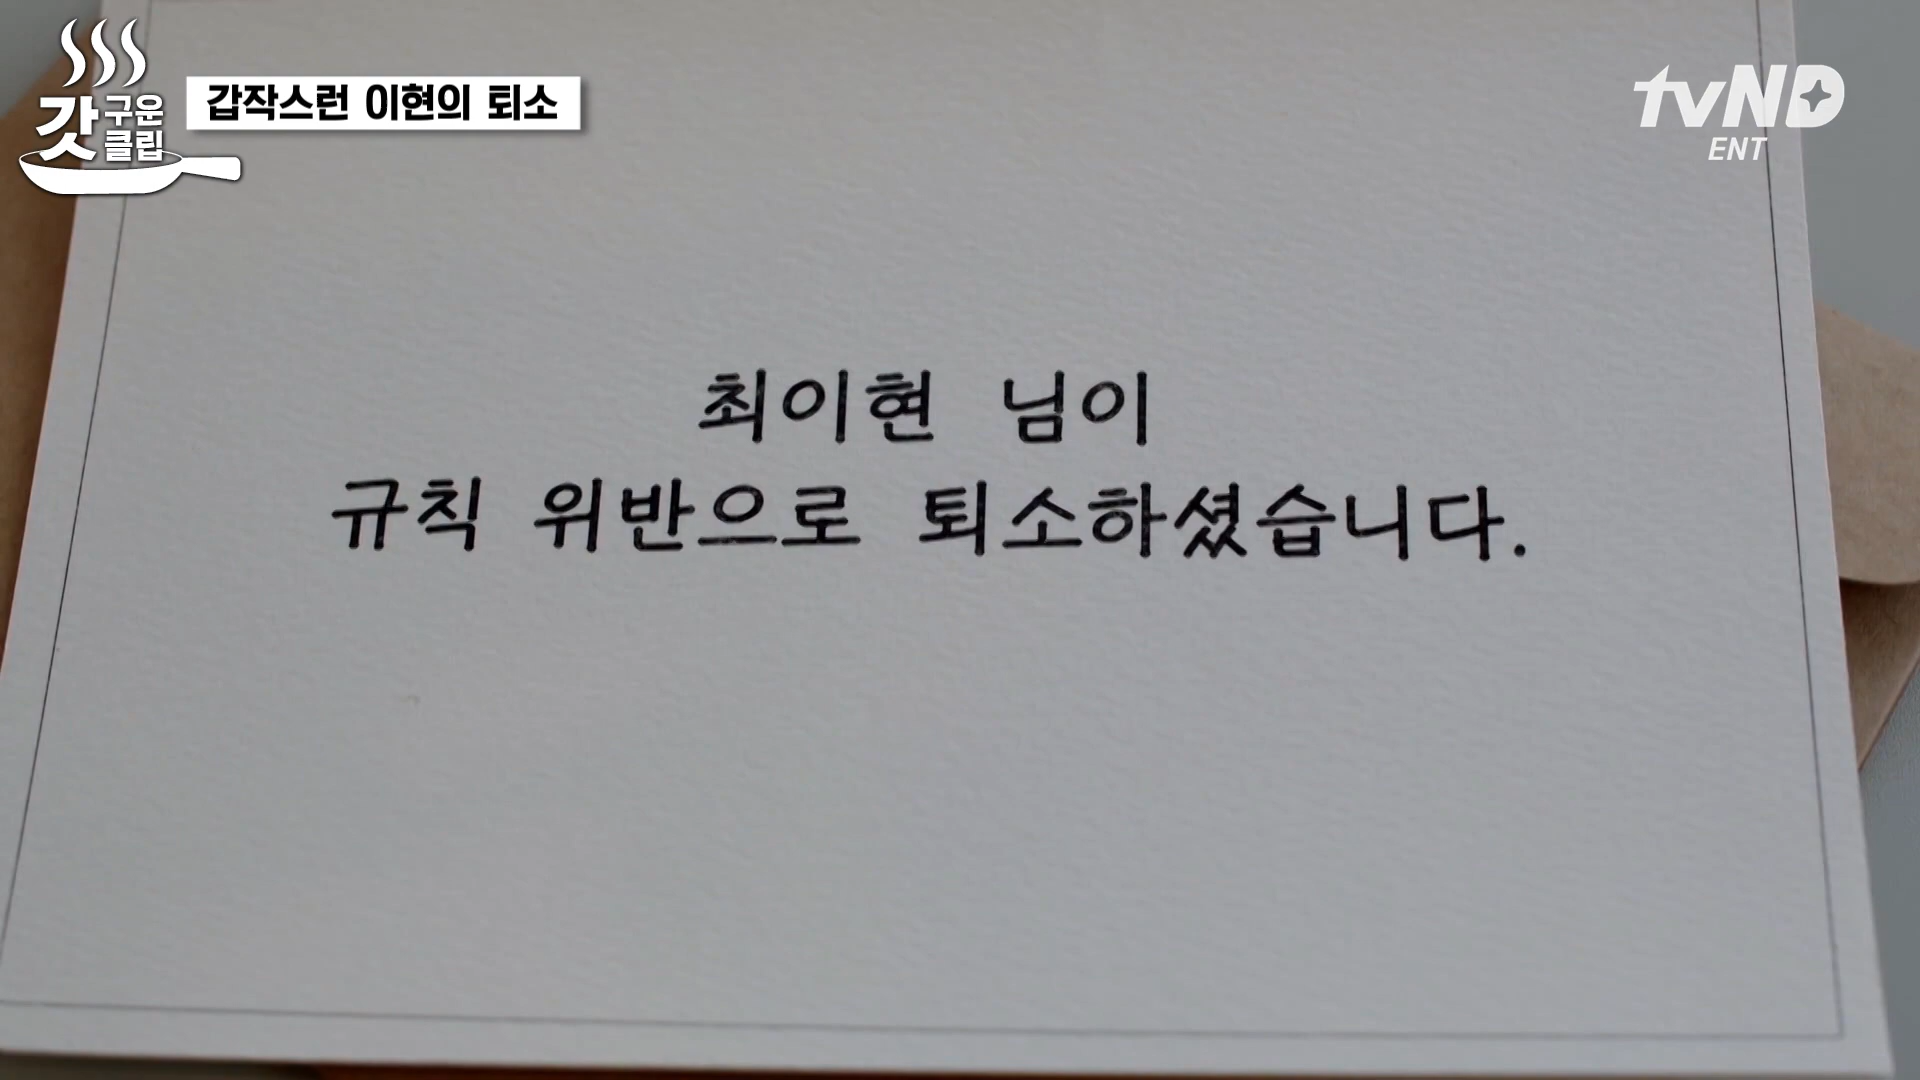 갓구운클립
갑작스런 이현의 퇴소
tvND
ENT
최이현 님이
규칙 위반으로 퇴소하셨습니다.